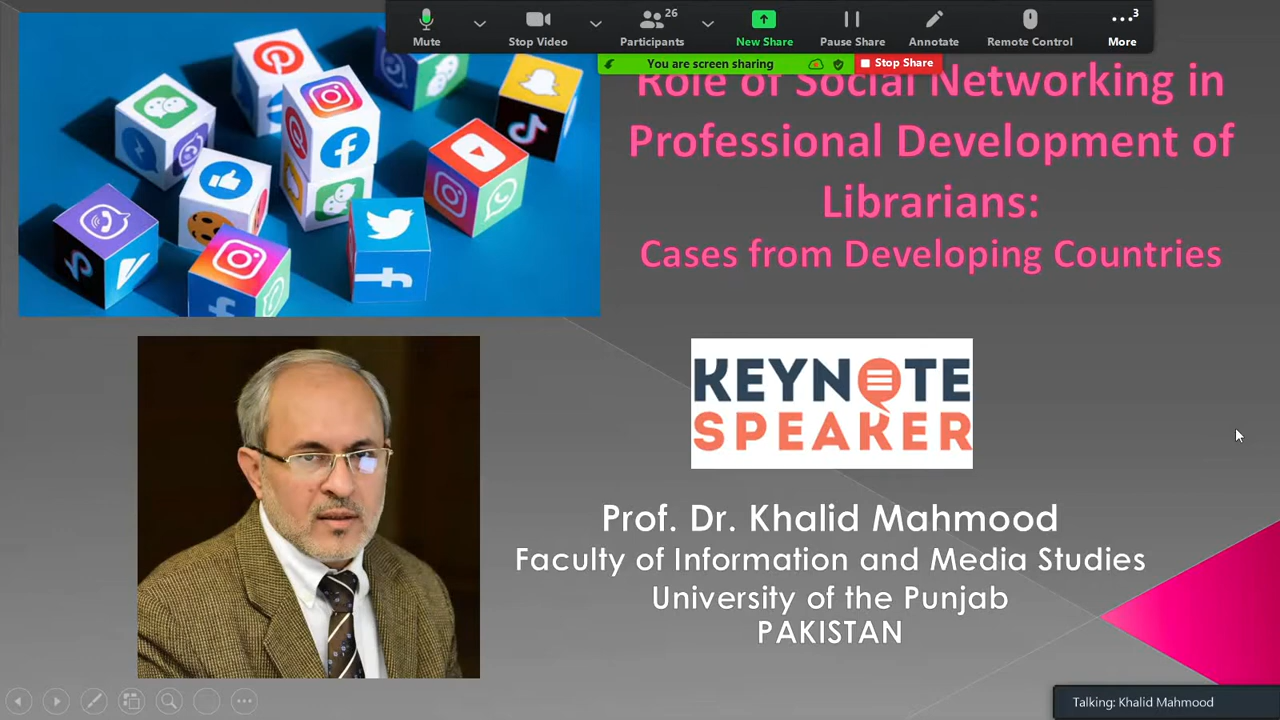 26
3
Mute
Stop Video
Participants
New Share
Pause Share
Annotate
Remote Control
More
You are screen sharing
Stop Share
Role of Social Networking in
Professional Development of
Librarians:
Cases from Developing Countries
KEYNOTE
SPEAKER
Prof. Dr. Khalid Mahmood
Faculty of Information and Media Studies
University of the Punjab
PAKISTAN
Talking: Khalid Mahmood